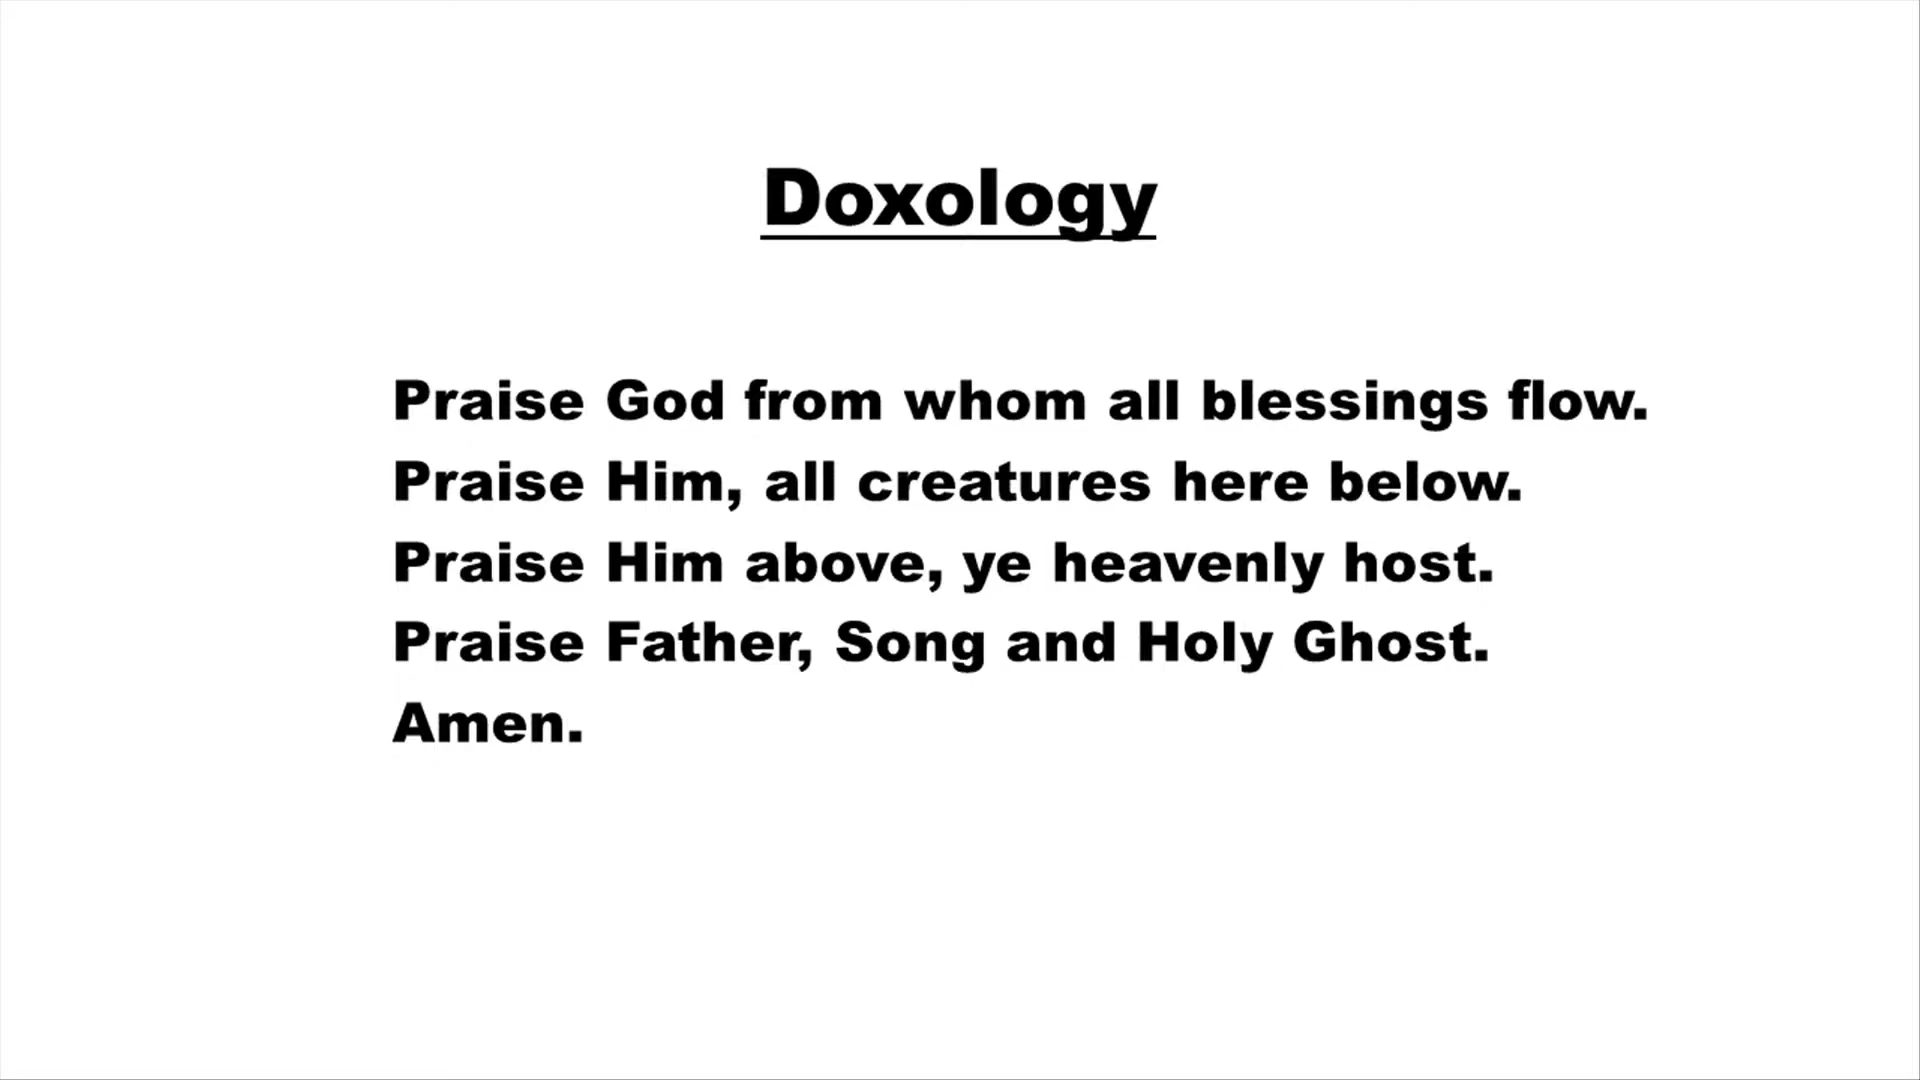 Doxology
Praise God from whom all blessings flow.
Praise Him, all creatures here below.
Praise Him above, ye heavenly host.
Praise Father, Song and Holy Ghost.
Amen.